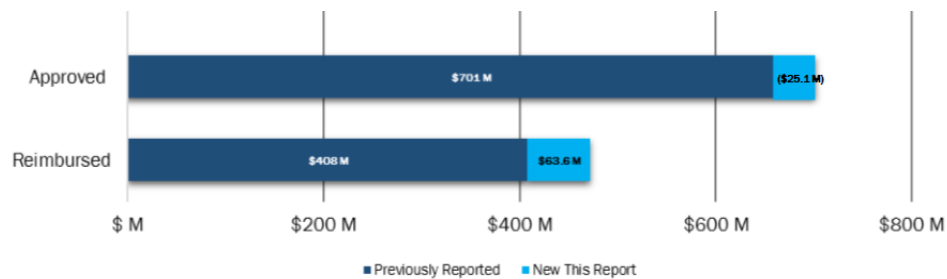 Approved
$701 M
($25.1 M)
Reimbursed
$408 M
$63.6 M
$ M
$200 M
$400 M
$600 M
$800 M
Previously Reported
New This Report